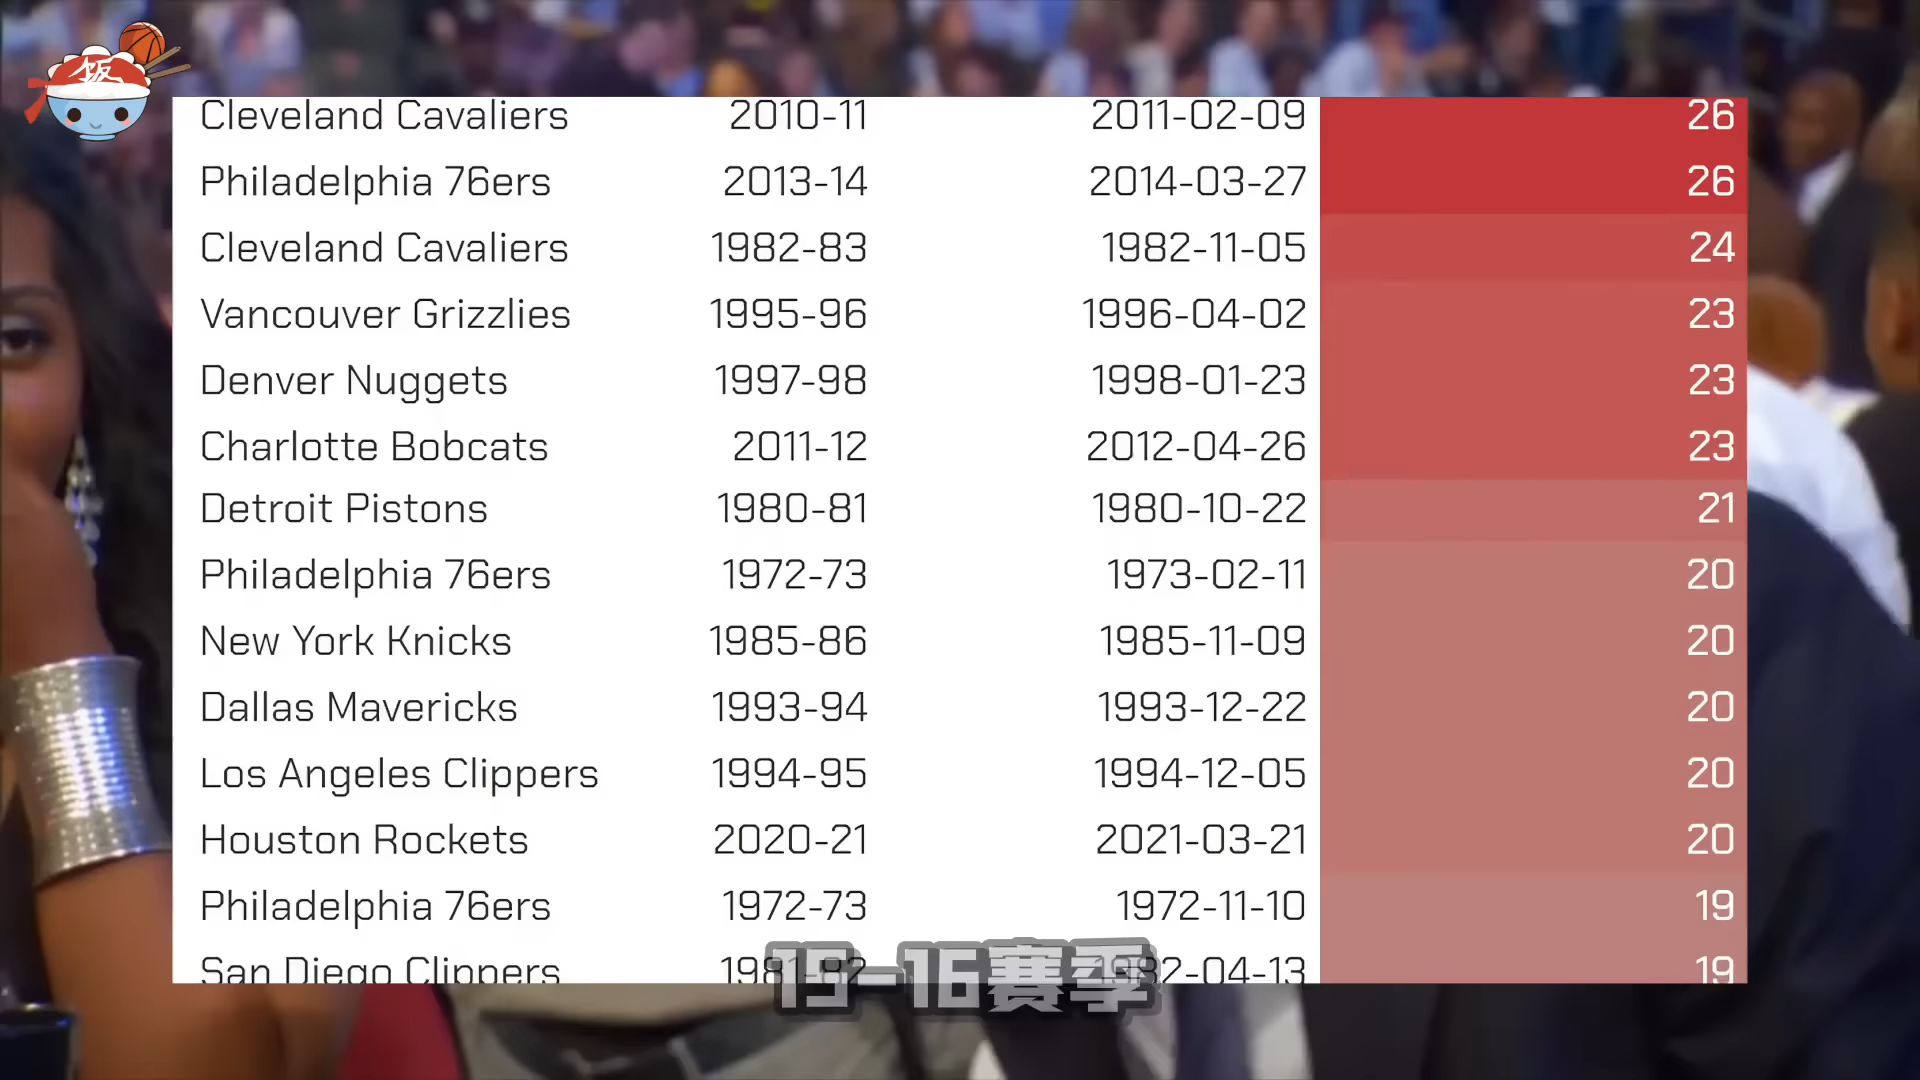 饭
Cleveland Cavaliers 2010-11 2011-02-09 26
Philadelphia 76ers 2013-14 2014-03-27 26
Cleveland Cavaliers 1982-83 1982-11-05 24
Vancouver Grizzlies 1995-96 1996-04-02 23
Denver Nuggets 1997-98 1998-01-23 23
Charlotte Bobcats 2011-12 2012-04-26 23
Detroit Pistons 1980-81 1980-10-22 21
Philadelphia 76ers 1972-73 1973-02-11 20
New York Knicks 1985-86 1985-11-09 20
Dallas Mavericks 1993-94 1993-12-22 20
Los Angeles Clippers 1994-95 1994-12-05 20
Houston Rockets 2020-21 2021-03-21 20
Philadelphia 76ers 1972-73 1972-11-10 19
San Diego Clippers 1981-82 1982-04-13 19
15-16赛季